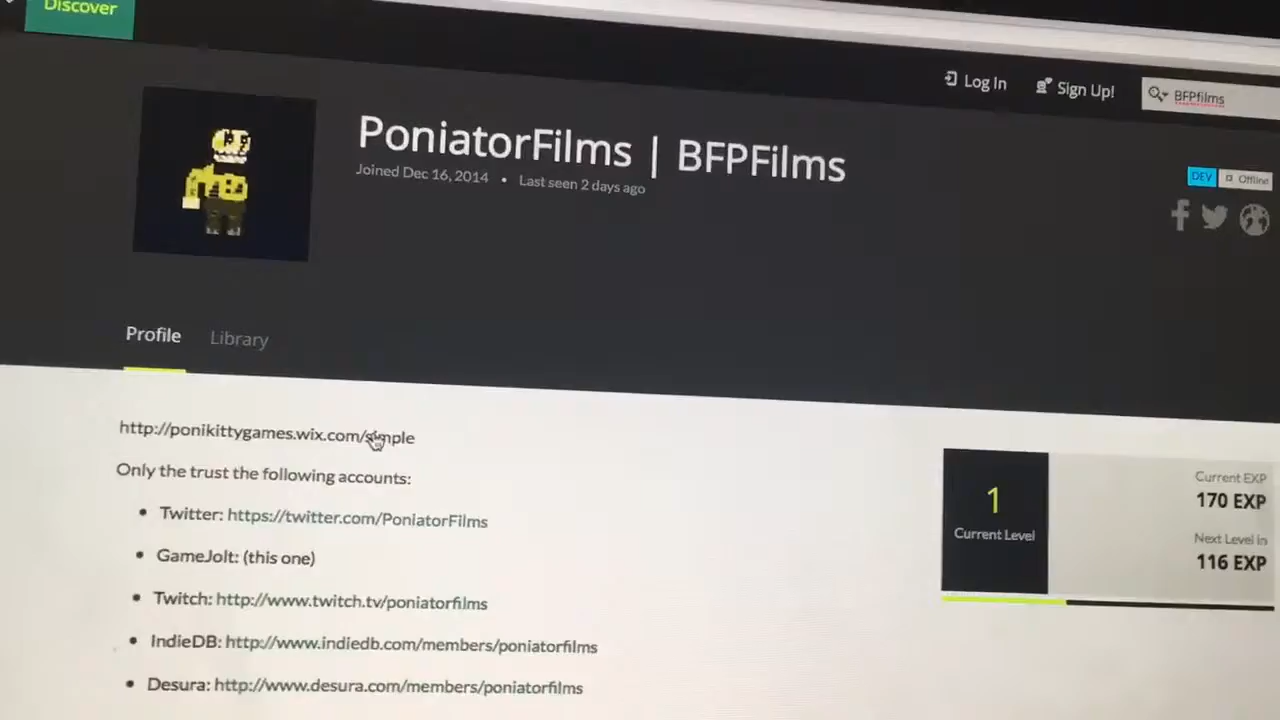 Discover
Log In
Sign Up!
BFPfilms
PoniatorFilms | BFPFilms
Joined Dec 16, 2014 • Last seen 2 days ago
DEV
Offline
Profile
Library
http://ponikittygames.wix.com/simple
Only the trust the following accounts:
• Twitter: https://twitter.com/PoniatorFilms
• GameJolt: (this one)
• Twitch: http://www.twitch.tv/poniatorfilms
• IndieDB: http://www.indiedb.com/members/poniatorfilms
• Desura: http://www.desura.com/members/poniatorfilms
1
Current Level
Current EXP
170 EXP
Next Level in
116 EXP